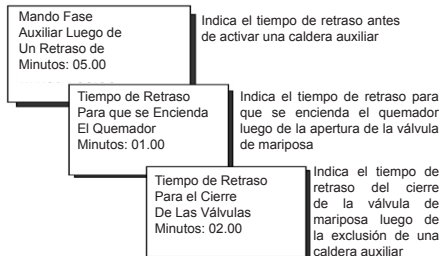 Mando Fase
Auxiliar Luego de
Un Retraso de
Minutos: 05.00
Indica el tiempo de retraso antes
de activar una caldera auxiliar
Tiempo de Retraso
Para que se Encienda
El Quemador
Minutos: 01.00
Indica el tiempo de retraso para
que se encienda el quemador
luego de la apertura de la válvula
de mariposa
Tiempo de Retraso
Para el Cierre
De Las Válvulas
Minutos: 02.00
Indica el tiempo de
retraso del cierre
de la válvula de
mariposa luego de
la exclusión de una
caldera auxiliar